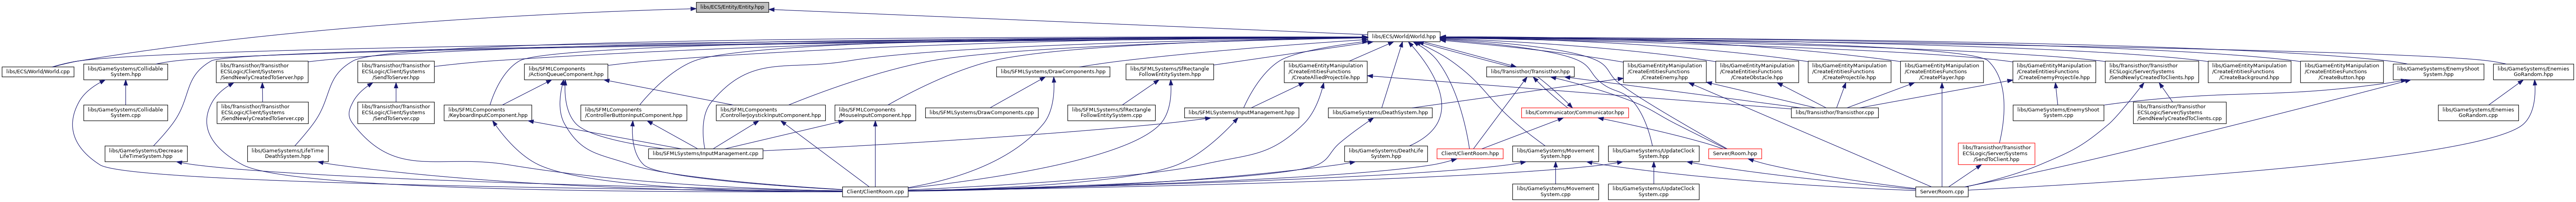 libs/ECS/Entity/Entity.hpp
libs/ECS/World/World.hpp
libs/ECS/World/World.cpp
libs/GameSystems/Collidable
System.hpp
libs/Transisthor/Transisthor
ECSLogic/Client/Systems
/SendNewlyCreatedToServer.hpp
libs/Transisthor/Transisthor
ECSLogic/Client/Systems
/SendToServer.hpp
libs/SFMLComponents
/ActionQueueComponent.hpp
libs/SFMLSystems/DrawComponents.hpp
libs/SFMLSystems/SfRectangle
FollowEntitySystem.hpp
libs/GameEntityManipulation
/CreateEntitiesFunctions
/CreateAlliedProjectile.hpp
libs/Transisthor/Transisthor.hpp
libs/GameEntityManipulation
/CreateEntitiesFunctions
/CreateEnemy.hpp
libs/GameEntityManipulation
/CreateEntitiesFunctions
/CreateObstacle.hpp
libs/GameEntityManipulation
/CreateEntitiesFunctions
/CreateProjectile.hpp
libs/GameEntityManipulation
/CreateEntitiesFunctions
/CreatePlayer.hpp
libs/GameEntityManipulation
/CreateEntitiesFunctions
/CreateEnemyProjectile.hpp
libs/Transisthor/Transisthor
ECSLogic/Server/Systems
/SendNewlyCreatedToClients.hpp
libs/GameEntityManipulation
/CreateEntitiesFunctions
/CreateBackground.hpp
libs/GameEntityManipulation
/CreateEntitiesFunctions
/CreateButton.hpp
libs/GameSystems/EnemyShoot
System.hpp
libs/GameSystems/Enemies
GoRandom.hpp
libs/GameSystems/Collidable
System.cpp
libs/Transisthor/Transisthor
ECSLogic/Client/Systems
/SendNewlyCreatedToServer.cpp
libs/Transisthor/Transisthor
ECSLogic/Client/Systems
/SendToServer.cpp
libs/SFMLComponents
/KeyboardInputComponent.hpp
libs/SFMLComponents
/ControllerButtonInputComponent.hpp
libs/SFMLComponents
/ControllerJoystickInputComponent.hpp
libs/SFMLComponents
/MouseInputComponent.hpp
libs/SFMLSystems/DrawComponents.cpp
libs/SFMLSystems/SfRectangle
FollowEntitySystem.cpp
libs/SFMLSystems/InputManagement.hpp
libs/GameSystems/DeathSystem.hpp
libs/Communicator/Communicator.hpp
libs/Transisthor/Transisthor.cpp
libs/GameSystems/EnemyShoot
System.cpp
libs/Transisthor/Transisthor
ECSLogic/Server/Systems
/SendNewlyCreatedToClients.cpp
libs/GameSystems/Enemies
GoRandom.cpp
libs/GameSystems/Decrease
LifeTimeSystem.hpp
libs/GameSystems/LifeTime
DeathSystem.hpp
libs/SFMLSystems/InputManagement.cpp
libs/GameSystems/DeathLife
System.hpp
Client/ClientRoom.hpp
libs/GameSystems/Movement
System.hpp
libs/GameSystems/UpdateClock
System.hpp
Server/Room.hpp
libs/Transisthor/Transisthor
ECSLogic/Server/Systems
/SendToClient.hpp
Client/ClientRoom.cpp
libs/GameSystems/Movement
System.cpp
libs/GameSystems/UpdateClock
System.cpp
Server/Room.cpp